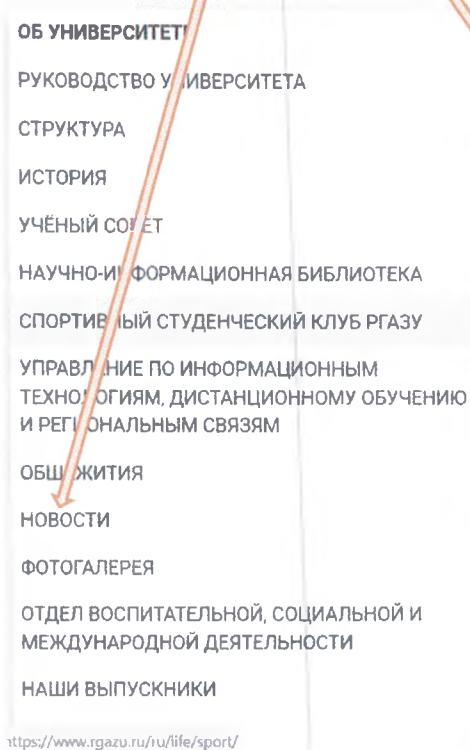 ОБ УНИВЕРСИТЕТЕ
РУКОВОДСТВО УНИВЕРСИТЕТА
СТРУКТУРА
ИСТОРИЯ
УЧЁНЫЙ СОВЕТ
НАУЧНО-ИНФОРМАЦИОННАЯ БИБЛИОТЕКА
СПОРТИВНЫЙ СТУДЕНЧЕСКИЙ КЛУБ РГАЗУ
УПРАВЛЕНИЕ ПО ИНФОРМАЦИОННЫМ
ТЕХНОЛОГИЯМ, ДИСТАНЦИОННОМУ ОБУЧЕНИЮ
И РЕГИОНАЛЬНЫМ СВЯЗЯМ
ОБЩЕЖИТИЯ
НОВОСТИ
ФОТОГАЛЕРЕЯ
ОТДЕЛ ВОСПИТАТЕЛЬНОЙ, СОЦИАЛЬНОЙ И
МЕЖДУНАРОДНОЙ ДЕЯТЕЛЬНОСТИ
НАШИ ВЫПУСКНИКИ
https://www.rgazu.ru/ru/life/sport/